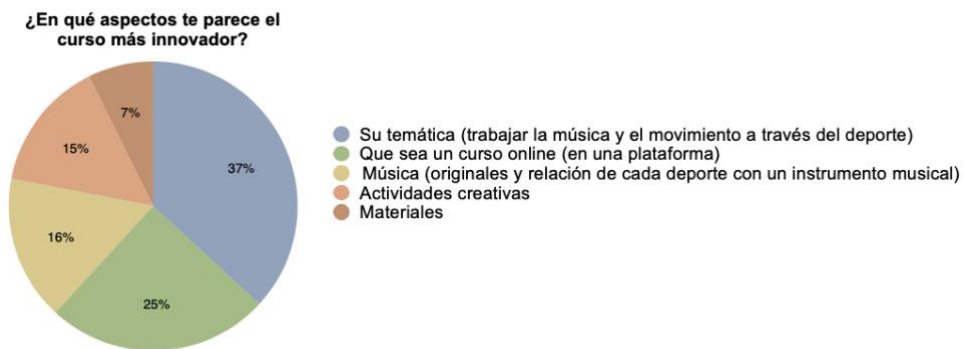 ¿En qué aspectos te parece el
curso más innovador?
7%
15%
37%
16%
25%
Su temática (trabajar la música y el movimiento a través del deporte)
Que sea un curso online (en una plataforma)
Música (originales y relación de cada deporte con un instrumento musical)
Actividades creativas
Materiales